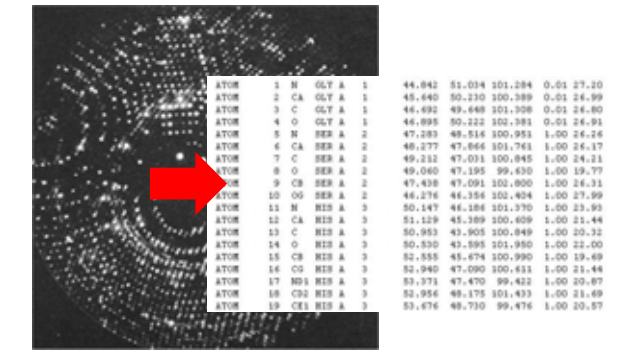 ATOM 1 N GLY A 1 44.842 51.034 101.284 0.01 27.20
ATOM 2 CA GLY A 1 45.640 50.230 100.389 0.01 26.99
ATOM 3 C GLY A 1 46.692 49.648 101.308 0.01 26.80
ATOM 4 O GLY A 1 46.895 50.222 102.381 0.01 26.91
ATOM 5 N SER A 2 47.283 48.516 100.951 1.00 26.26
ATOM 6 CA SER A 2 48.277 47.866 101.761 1.00 26.17
ATOM 7 C SER A 2 49.212 47.031 100.845 1.00 24.21
ATOM 8 O SER A 2 49.060 47.195 99.630 1.00 19.77
ATOM 9 CB SER A 2 47.438 47.091 102.800 1.00 26.31
ATOM 10 OG SER A 2 46.276 46.356 102.404 1.00 27.99
ATOM 11 N HIS A 3 50.147 46.186 101.370 1.00 23.93
ATOM 12 CA HIS A 3 51.129 45.389 100.609 1.00 21.44
ATOM 13 C HIS A 3 50.953 43.905 100.849 1.00 20.32
ATOM 14 O HIS A 3 50.530 43.595 101.950 1.00 22.00
ATOM 15 CB HIS A 3 52.555 45.674 100.990 1.00 19.69
ATOM 16 CG HIS A 3 52.940 47.090 100.611 1.00 21.44
ATOM 17 ND1 HIS A 3 53.371 47.470 99.422 1.00 20.87
ATOM 18 CD2 HIS A 3 52.956 48.175 101.433 1.00 21.69
ATOM 19 CE1 HIS A 3 53.676 48.730 99.476 1.00 20.57